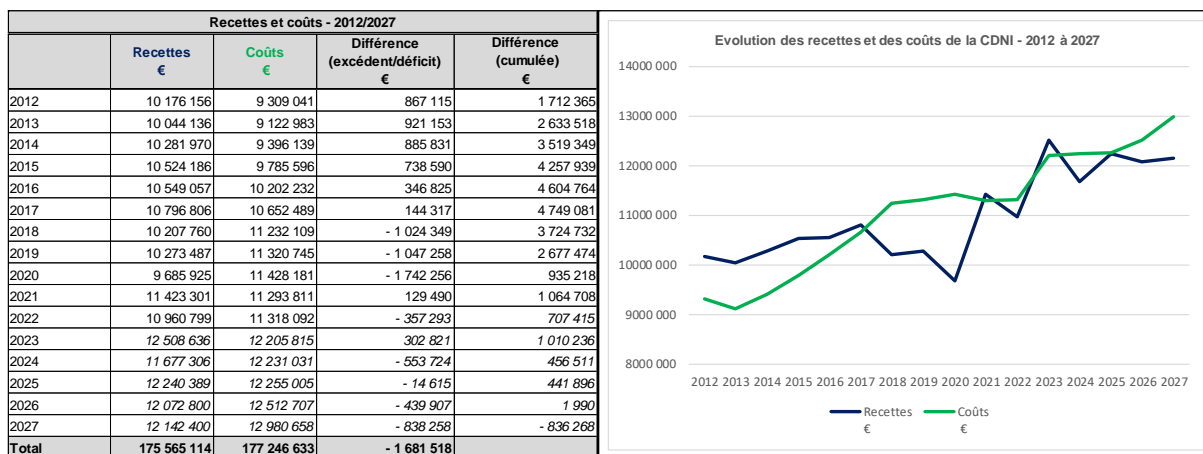 Recettes et coûts - 2012/2027
Recettes € Coûts € Différence (excédent/déficit) € Différence (cumulée) €
2012 10 176 156 9 309 041 867 115 1 712 365
2013 10 044 136 9 122 983 921 153 2 633 518
2014 10 281 970 9 396 139 885 831 3 519 349
2015 10 524 186 9 785 596 738 590 4 257 939
2016 10 549 057 10 202 232 346 825 4 604 764
2017 10 796 806 10 652 489 144 317 4 749 081
2018 10 207 760 11 232 109 - 1 024 349 3 724 732
2019 10 273 487 11 320 745 - 1 047 258 2 677 474
2020 9 685 925 11 428 181 - 1 742 256 935 218
2021 11 423 301 11 293 811 129 490 1 064 708
2022 10 960 799 11 318 092 - 357 293 707 415
2023 12 508 636 12 205 815 302 821 1 010 236
2024 11 677 306 12 231 031 - 553 724 456 511
2025 12 240 389 12 255 005 - 14 615 441 896
2026 12 072 800 12 512 707 - 439 907 1 990
2027 12 142 400 12 980 658 - 838 258 - 836 268
Total 175 565 114 177 246 633 - 1 681 518
Evolution des recettes et des coûts de la CDNI - 2012 à 2027
14000 000
13000 000
12000 000
11000 000
10000 000
9000 000
8000 000
2012 2013 2014 2015 2016 2017 2018 2019 2020 2021 2022 2023 2024 2025 2026 2027
Recettes € Coûts €